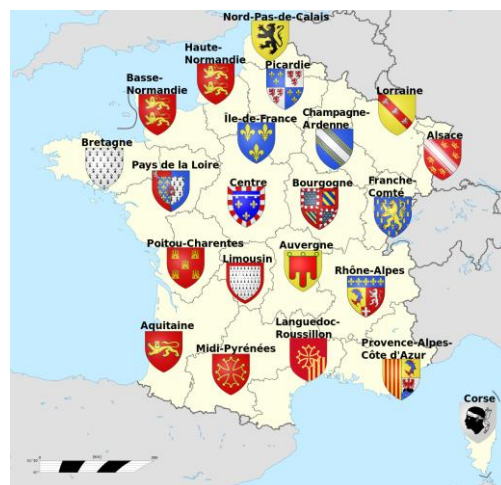 Nord-Pas-de-Calais
Haute-
Normandie
Picardie
Basse-
Normandie
Lorraine
Île-de-France
Champagne-
Ardenne
Alsace
Bretagne
Pays de la Loire
Centre
Bourgogne
Franche-
Comté
Poitou-Charentes
Limousin
Auvergne
Rhône-Alpes
Aquitaine
Midi-Pyrénées
Languedoc-
Roussillon
Provence-Alpes-
Côte d'Azur
Corse